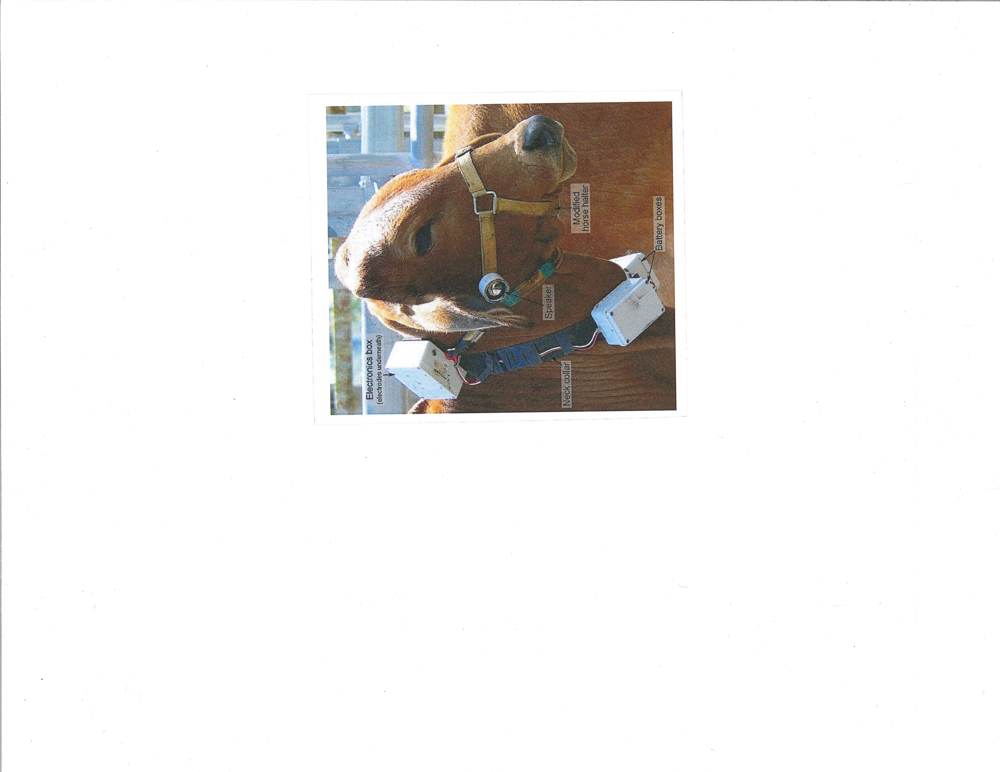 Electronics box
(electrodes underneath)
Speaker
Modified
horse halter
Neck collar
Battery boxes